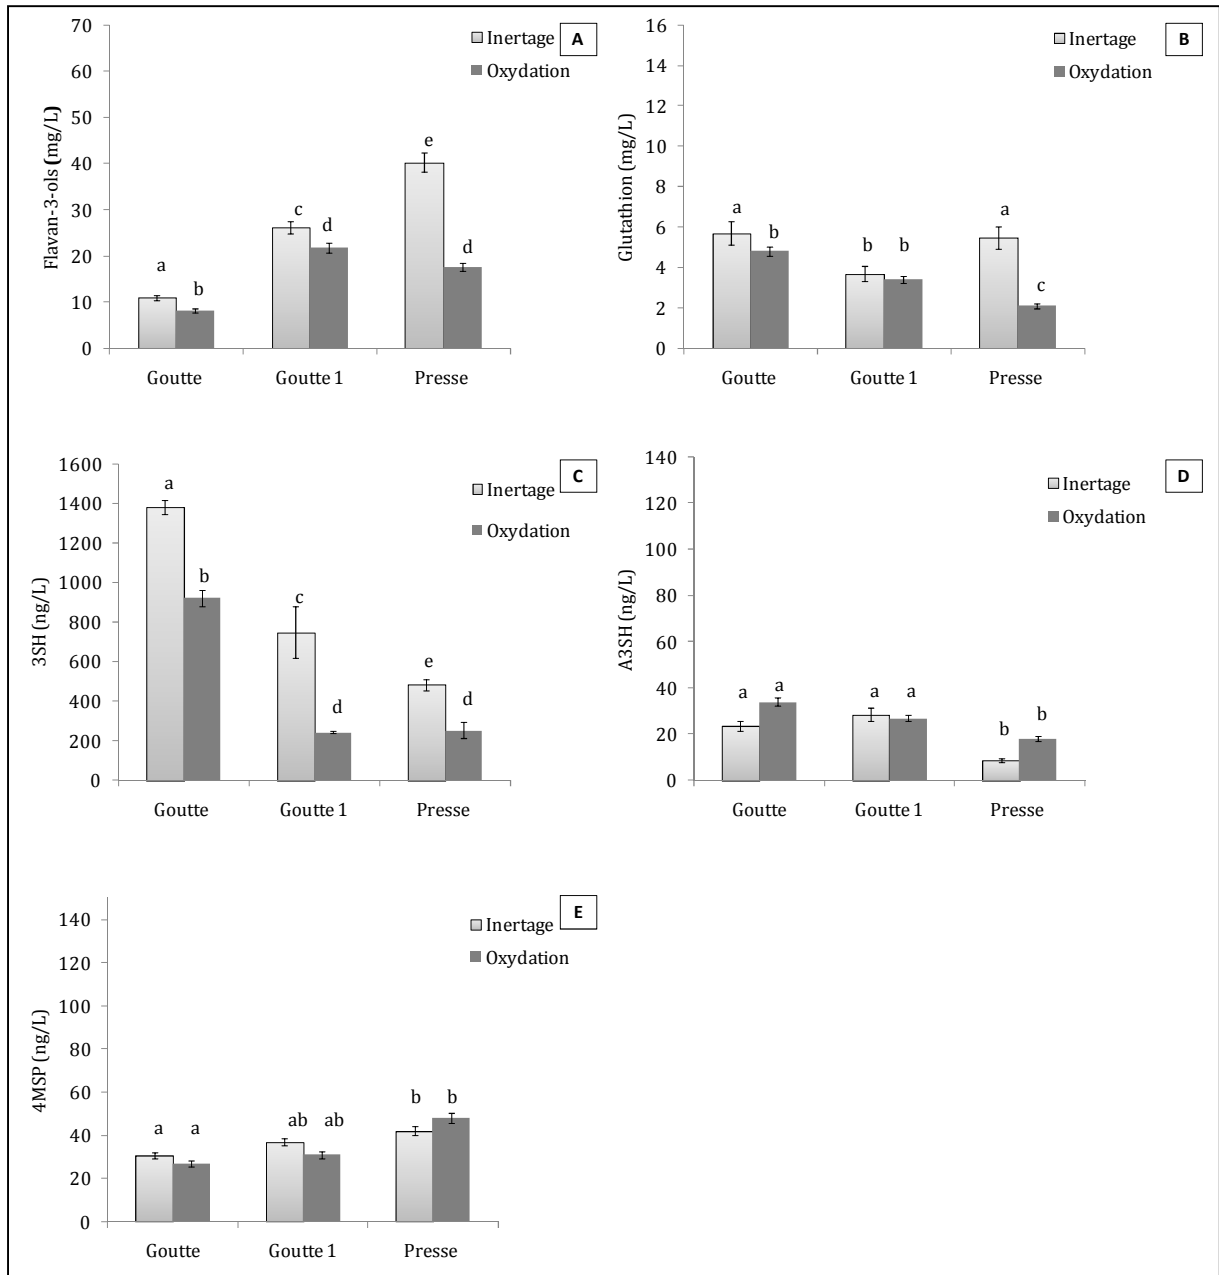 70
60
50
40
30
20
10
0
Flavan-3-ols (mg/L)
Inertage
Oxydation
A
a
b
c
d
e
d
Goutte
Goutte 1
Presse
16
14
12
10
8
6
4
2
0
Glutathion (mg/L)
Inertage
Oxydation
B
a
b
b
b
a
c
Goutte
Goutte 1
Presse
1600
1400
1200
1000
800
600
400
200
0
3SH (ng/L)
Inertage
Oxydation
C
a
b
c
d
e
d
Goutte
Goutte 1
Presse
140
120
100
80
60
40
20
0
A3SH (ng/L)
Inertage
Oxydation
D
a
a
a
a
b
b
Goutte
Goutte 1
Presse
140
120
100
80
60
40
20
0
4MSP (ng/L)
Inertage
Oxydation
E
a
a
ab
ab
b
b
Goutte
Goutte 1
Presse